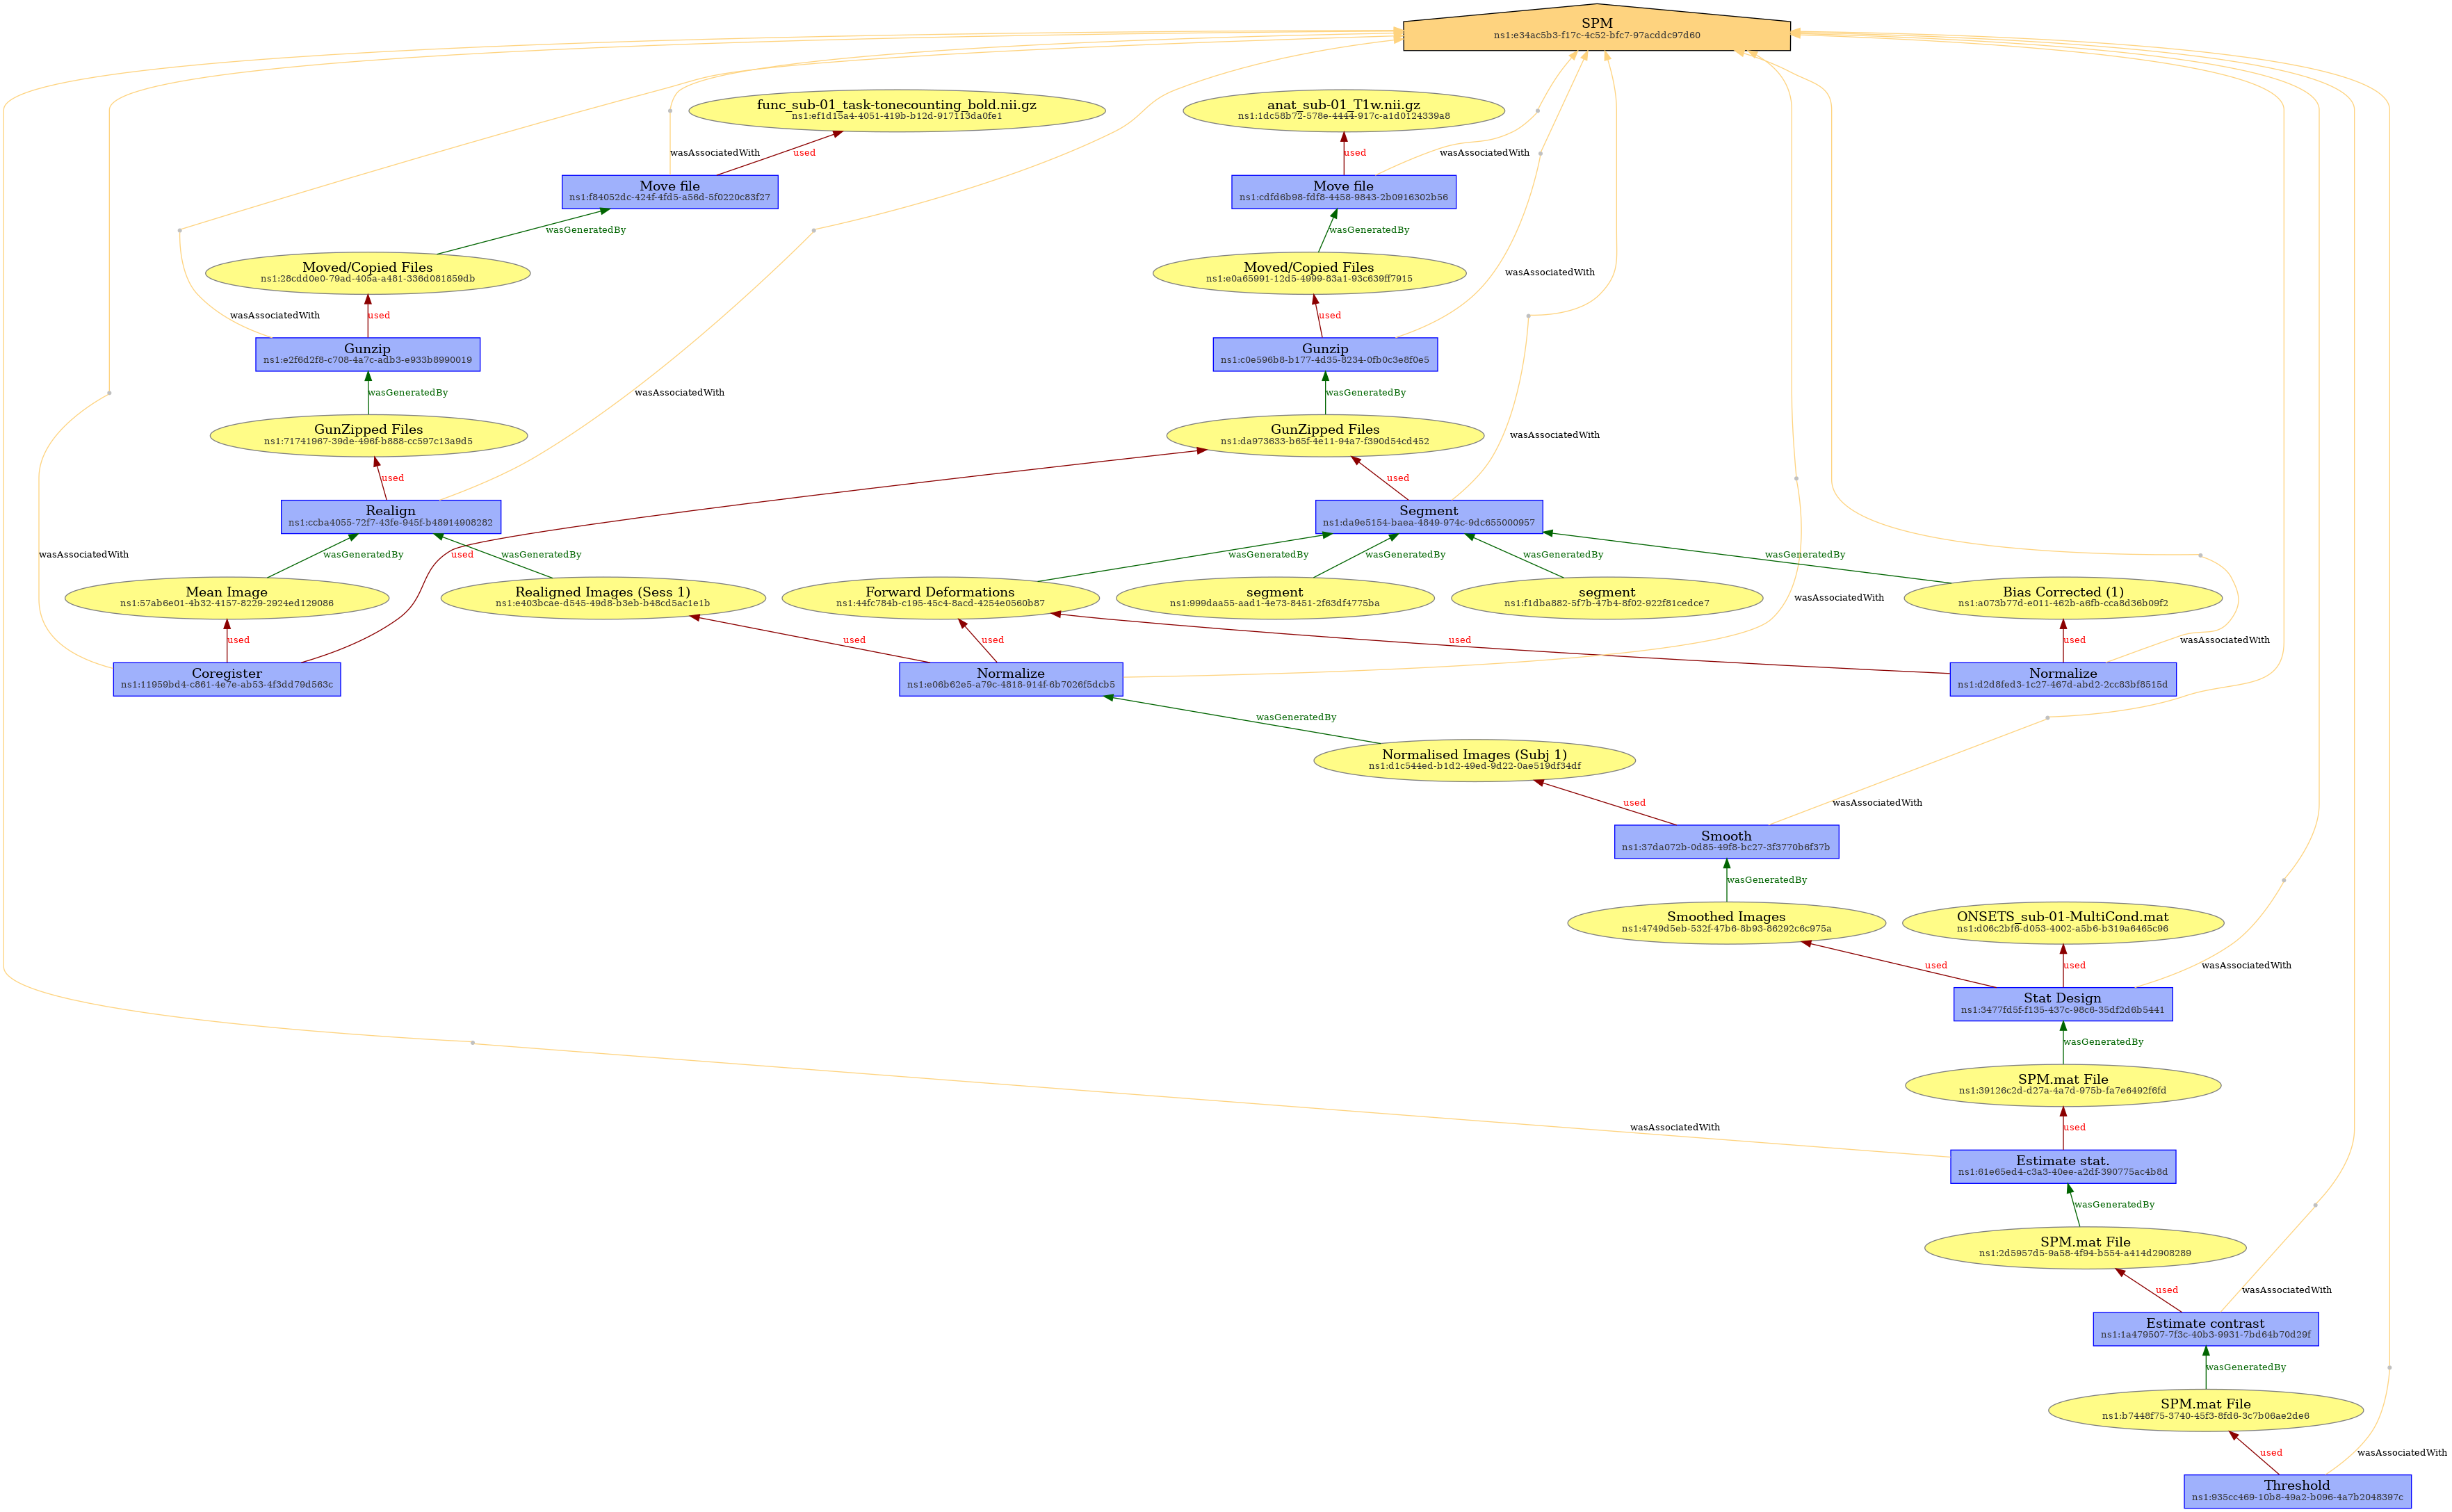 SPM
ns1:e34ac5b3-f17c-4c52-bfc7-97acddc97d60
func_sub-01_task-tonecounting_bold.nii.gz
ns1:ef1d15a4-4051-419b-b12d-917113da0fe1
anat_sub-01_T1w.nii.gz
ns1:1dc58b72-578e-4444-917c-a1d0124339a8
wasAssociatedWith
used
used
wasAssociatedWith
Move file
ns1:f84052dc-424f-4fd5-a56d-5f0220c83f27
Move file
ns1:cdfd6b98-fdf8-4458-9843-2b0916302b56
wasGeneratedBy
wasGeneratedBy
Moved/Copied Files
ns1:28cdd0e0-79ad-405a-a481-336d081859db
Moved/Copied Files
ns1:e0a65991-12d5-4999-83a1-93c639ff7915
wasAssociatedWith
wasAssociatedWith
used
used
Gunzip
ns1:e2f6d2f8-c708-4a7c-adb3-e933b8990019
Gunzip
ns1:c0e596b8-b177-4d35-8234-0fb0c3e8f0e5
wasGeneratedBy
wasAssociatedWith
wasGeneratedBy
GunZipped Files
ns1:71741967-39de-496f-b888-cc597c13a9d5
GunZipped Files
ns1:da973633-b65f-4e11-94a7-f390d54cd452
wasAssociatedWith
used
used
Realign
ns1:ccba4055-72f7-43fe-945f-b48914908282
Segment
ns1:da9e5154-baea-4849-974c-9dc655000957
wasAssociatedWith
wasGeneratedBy
used
wasGeneratedBy
wasGeneratedBy
wasGeneratedBy
wasGeneratedBy
wasGeneratedBy
Mean Image
ns1:57ab6e01-4b32-4157-8229-2924ed129086
Realigned Images (Sess 1)
ns1:e403bcae-d545-49d8-b3eb-b48cd5ac1e1b
Forward Deformations
ns1:44fc784b-c195-45c4-8acd-4254e0560b87
segment
ns1:999daa55-aad1-4e73-8451-2f63df4775ba
segment
ns1:f1dba882-5f7b-47b4-8f02-922f81cedce7
wasAssociatedWith
Bias Corrected (1)
ns1:a073b77d-e011-462b-a6fb-cca8d36b09f2
used
used
used
used
used
wasAssociatedWith
Coregister
ns1:11959bd4-c861-4e7e-ab53-4f3dd79d563c
Normalize
ns1:e06b62e5-a79c-4818-914f-6b7026f5dcb5
Normalize
ns1:d2d8fed3-1c27-467d-abd2-2cc83bf8515d
wasGeneratedBy
Normalised Images (Subj 1)
ns1:d1c544ed-b1d2-49ed-9d22-0ae519df34df
used
wasAssociatedWith
Smooth
ns1:37da072b-0d85-49f8-bc27-3f3770b6f37b
wasGeneratedBy
Smoothed Images
ns1:4749d5eb-532f-47b6-8b93-86292c6c975a
ONSETS_sub-01-MultiCond.mat
ns1:d06c2bf6-d053-4002-a5b6-b319a6465c96
used
used
wasAssociatedWith
Stat Design
ns1:3477fd5f-f135-437c-98c6-35df2d6b5441
wasGeneratedBy
SPM.mat File
ns1:39126c2d-d27a-4a7d-975b-fa7e6492f6fd
wasAssociatedWith
used
Estimate stat.
ns1:61e65ed4-c3a3-40ee-a2df-390775ac4b8d
wasGeneratedBy
SPM.mat File
ns1:2d5957d5-9a58-4f94-b554-a414d2908289
used
wasAssociatedWith
Estimate contrast
ns1:1a479507-7f3c-40b3-9931-7bd64b70d29f
wasGeneratedBy
SPM.mat File
ns1:b7448f75-3740-45f3-8fd6-3c7b06ae2de6
used
wasAssociatedWith
Threshold
ns1:935cc469-10b8-49a2-b096-4a7b2048397c